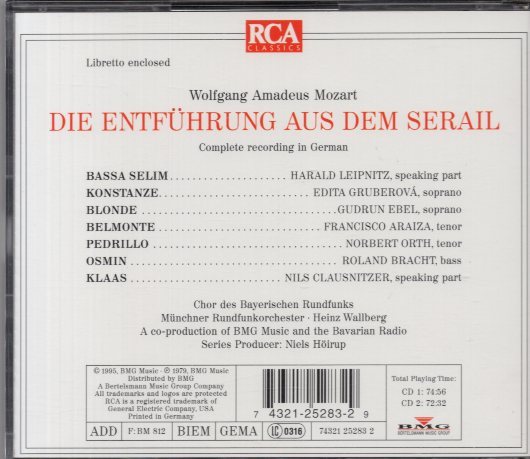 RCA
CLASSICS
Libretto enclosed
Wolfgang Amadeus Mozart
DIE ENTFÜHRUNG AUS DEM SERAIL
Complete recording in German
BASSA SELIM ..................... HARALD LEIPNITZ, speaking part
KONSTANZE......................... EDITA GRUBEROVÁ, soprano
BLONDE ............................. GUDRUN EBEL, soprano
BELMONTE ......................... FRANCISCO ARAIZA, tenor
PEDRILLO ............................. NORBERT ORTH, tenor
OSMIN ............................... ROLAND BRACHT, bass
KLAAS ..................... NILS CLAUSNITZER, speaking part
Chor des Bayerischen Rundfunks
Münchner Rundfunkorchester · Heinz Wallberg
A co-production of BMG Music and the Bavarian Radio
Series Producer: Niels Höirup
© 1995, BMG Music · ℗ 1979, BMG Music
Distributed by BMG
A Bertelsmann Music Group Company
All trademarks and logos are protected
RCA is a registered trademark of
General Electric Company, USA
Printed in Germany
7 4321-25283-2 9
Total Playing Time:
CD 1: 74:56
CD 2: 72:32
BMG
BERTELSMANN MUSIC GROUP
ADD F: BM 812 BIEM GEMA LC 0316 74321 25283 2